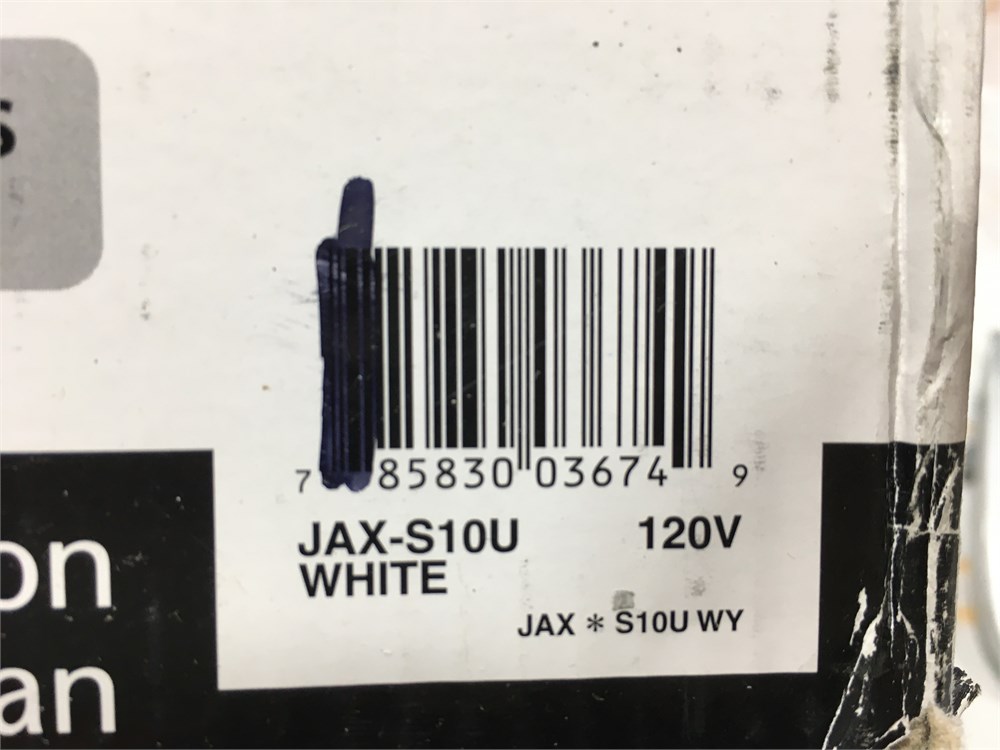 s
7 85830 03674 9
JAX-S10U 120V
WHITE
JAX * S10U WY
on
an